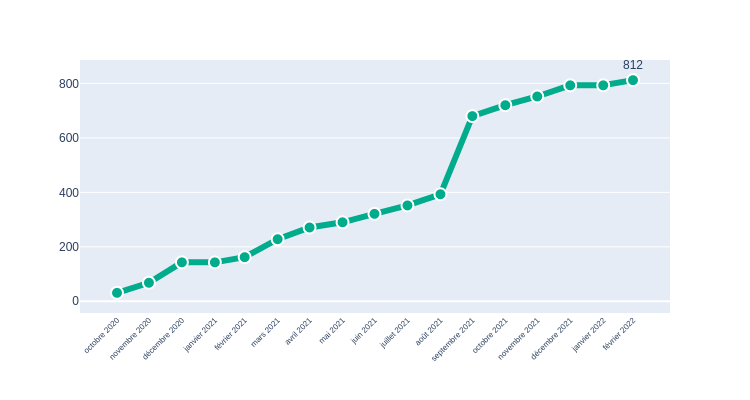 812
800
600
400
200
0
octobre 2020
novembre 2020
décembre 2020
janvier 2021
février 2021
mars 2021
avril 2021
mai 2021
juin 2021
juillet 2021
août 2021
septembre 2021
octobre 2021
novembre 2021
décembre 2021
janvier 2022
février 2022